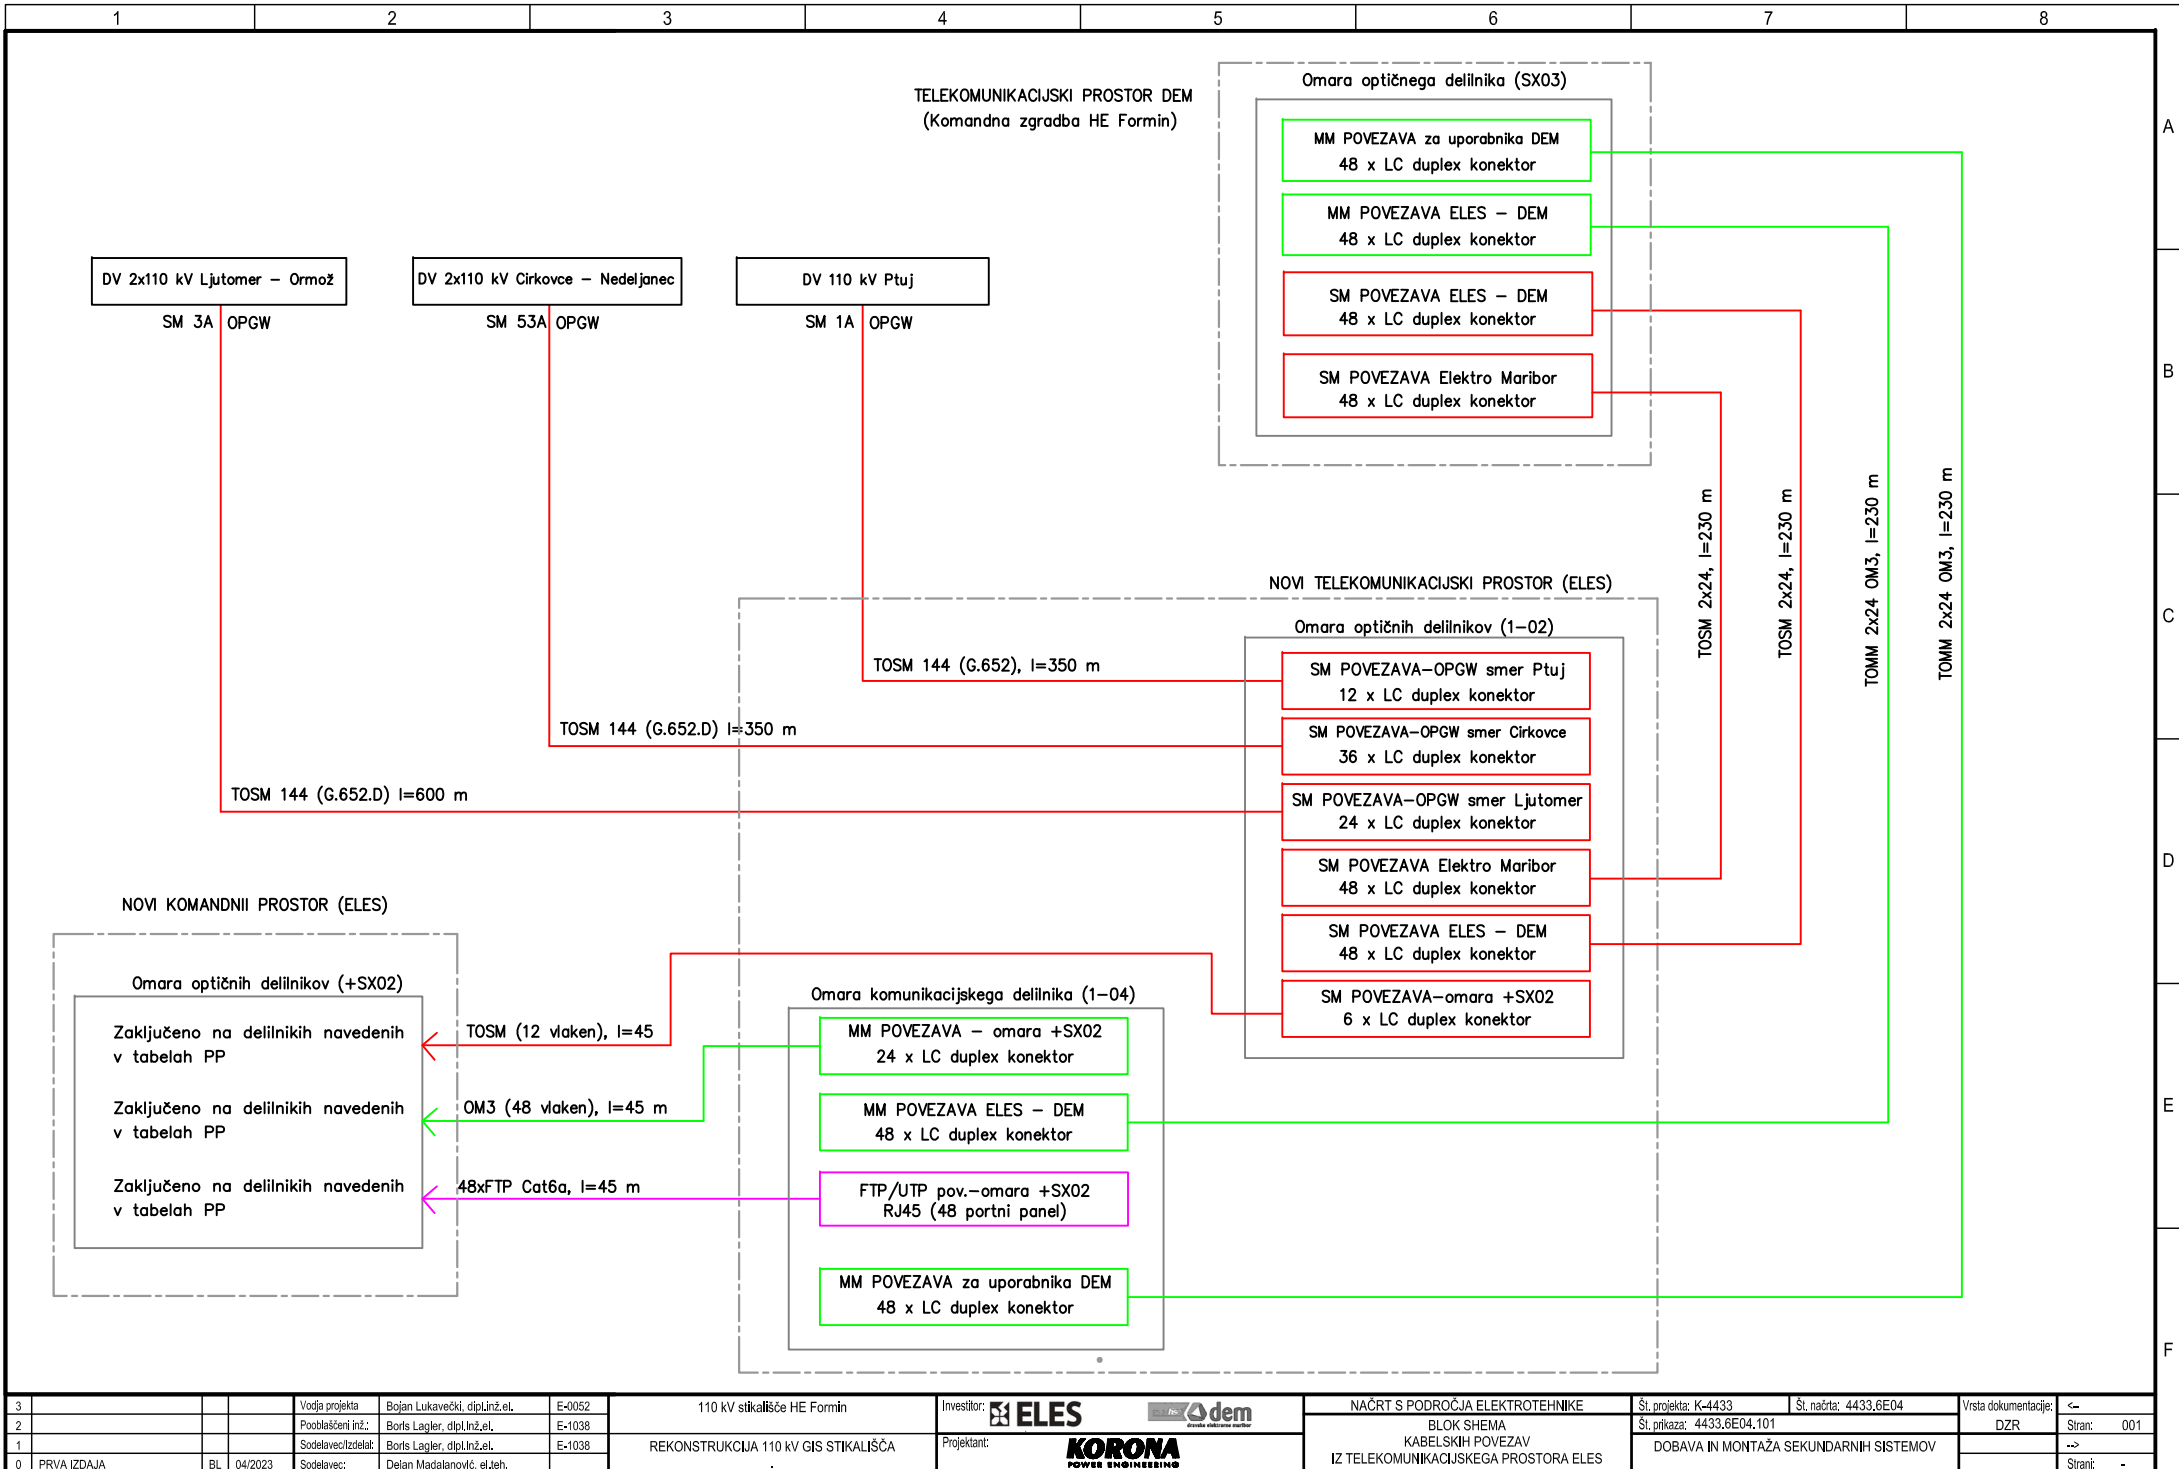 1 2 3 4 5 6 7 8
A
B
C
D
E
F
TELEKOMUNIKACIJSKI PROSTOR DEM
(Komandna zgradba HE Formin)
Omara optičnega delilnika (SX03)
MM POVEZAVA za uporabnika DEM
48 x LC duplex konektor
MM POVEZAVA ELES – DEM
48 x LC duplex konektor
SM POVEZAVA ELES – DEM
48 x LC duplex konektor
SM POVEZAVA Elektro Maribor
48 x LC duplex konektor
DV 2x110 kV Ljutomer – Ormož
SM 3A OPGW
DV 2x110 kV Cirkovce – Nedeljanec
SM 53A OPGW
DV 110 kV Ptuj
SM 1A OPGW
TOSM 2x24, l=230 m
TOSM 2x24, l=230 m
TOMM 2x24 OM3, l=230 m
TOMM 2x24 OM3, l=230 m
NOVI TELEKOMUNIKACIJSKI PROSTOR (ELES)
Omara optičnih delilnikov (1–02)
TOSM 144 (G.652), l=350 m
SM POVEZAVA–OPGW smer Ptuj
12 x LC duplex konektor
TOSM 144 (G.652.D) l=350 m
SM POVEZAVA–OPGW smer Cirkovce
36 x LC duplex konektor
TOSM 144 (G.652.D) l=600 m
SM POVEZAVA–OPGW smer Ljutomer
24 x LC duplex konektor
SM POVEZAVA Elektro Maribor
48 x LC duplex konektor
SM POVEZAVA ELES – DEM
48 x LC duplex konektor
SM POVEZAVA–omara +SX02
6 x LC duplex konektor
NOVI KOMANDNII PROSTOR (ELES)
Omara optičnih delilnikov (+SX02)
Zaključeno na delilnikih navedenih
v tabelah PP
Zaključeno na delilnikih navedenih
v tabelah PP
Zaključeno na delilnikih navedenih
v tabelah PP
TOSM (12 vlaken), l=45
OM3 (48 vlaken), l=45 m
48xFTP Cat6a, l=45 m
Omara komunikacijskega delilnika (1–04)
MM POVEZAVA – omara +SX02
24 x LC duplex konektor
MM POVEZAVA ELES – DEM
48 x LC duplex konektor
FTP/UTP pov.–omara +SX02
RJ45 (48 portni panel)
MM POVEZAVA za uporabnika DEM
48 x LC duplex konektor
3
2
1
0 PRVA IZDAJA BL 04/2023
Vodja projekta Bojan Lukavečki, dipl.inž.el. E-0052
Pooblaščeni inž.: Boris Lagler, dipl.inž.el. E-1038
Sodelavec/Izdelal: Boris Lagler, dipl.inž.el. E-1038
Sodelavec: Dejan Madalanovič, el.teh.
110 kV stikališče HE Formin
REKONSTRUKCIJA 110 kV GIS STIKALIŠČA
Investitor: ELES hse dem
dravske elektrarne maribor
Projektant: KORONA
POWER ENGINEERING
NAČRT S PODROČJA ELEKTROTEHNIKE
BLOK SHEMA
KABELSKIH POVEZAV
IZ TELEKOMUNIKACIJSKEGA PROSTORA ELES
Št. projekta: K-4433 Št. načrta: 4433.6E04
Št. prikaza: 4433.6E04.101
DOBAVA IN MONTAŽA SEKUNDARNIH SISTEMOV
Vrsta dokumentacije:
DZR
<-
Stran: 001
-->
Strani: -